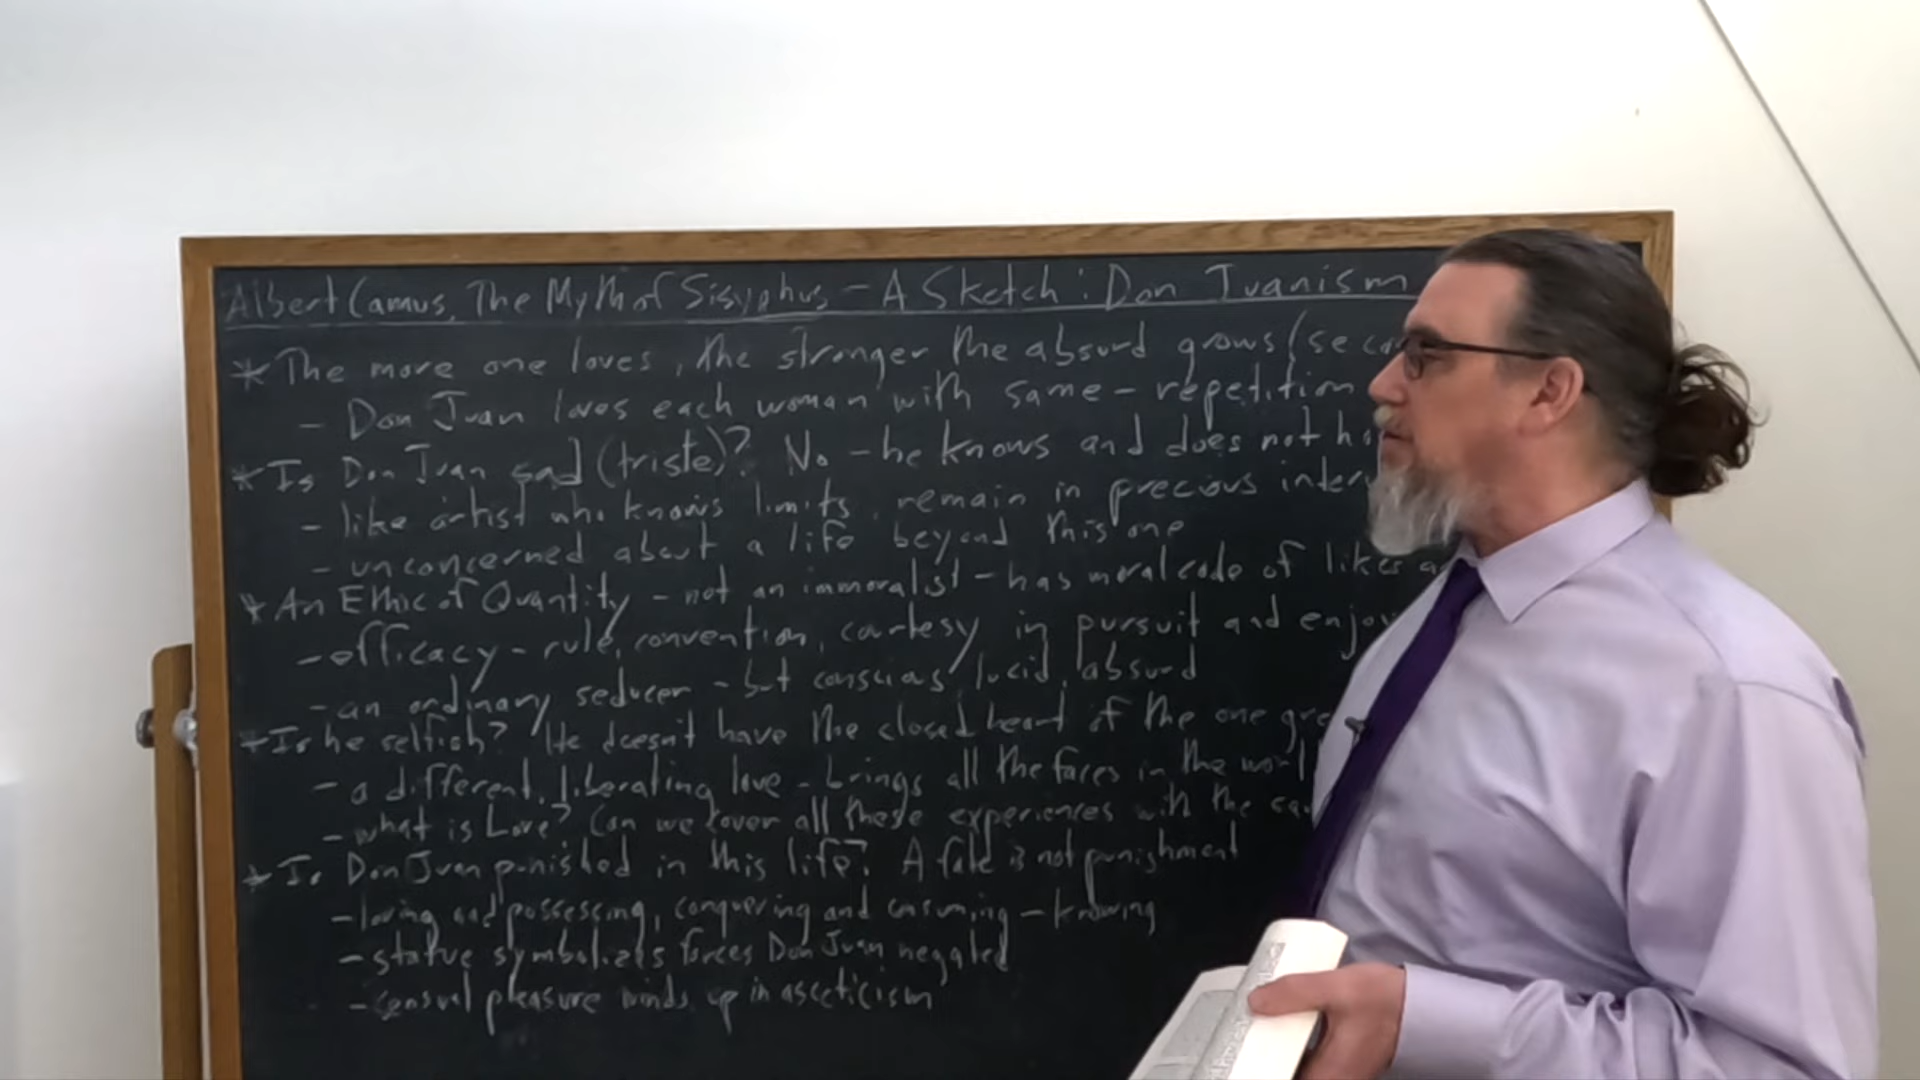 Albert Camus, The Myth of Sisyphus - A Sketch: Don Juanism
* The more one loves, the stronger the absurd grows (seco
- Don Juan loves each woman with same - repetition
* Is Don Juan sad (triste)? No - he knows and does not ho
- like artist who knows limits, remain in precious inter
- unconcerned about a life beyond this one
* An Ethic of Quantity - not an immoralist - has moral code of likes a
- efficacy - rule, convention, courtesy in pursuit and enjoy
- an ordinary seducer - but conscious, lucid, absurd
* Is he selfish? He doesn't have the closed heart of the one gre
- a different, liberating love - brings all the faces in the worl
- what is Love? Can we cover all these experiences with the
* Is Don Juan punished in this life? A fate is not punishment
- loving and possessing, conquering and consuming - knowing
- statue symbolizes forces Don Juan negated
- sensual pleasure winds up in asceticism